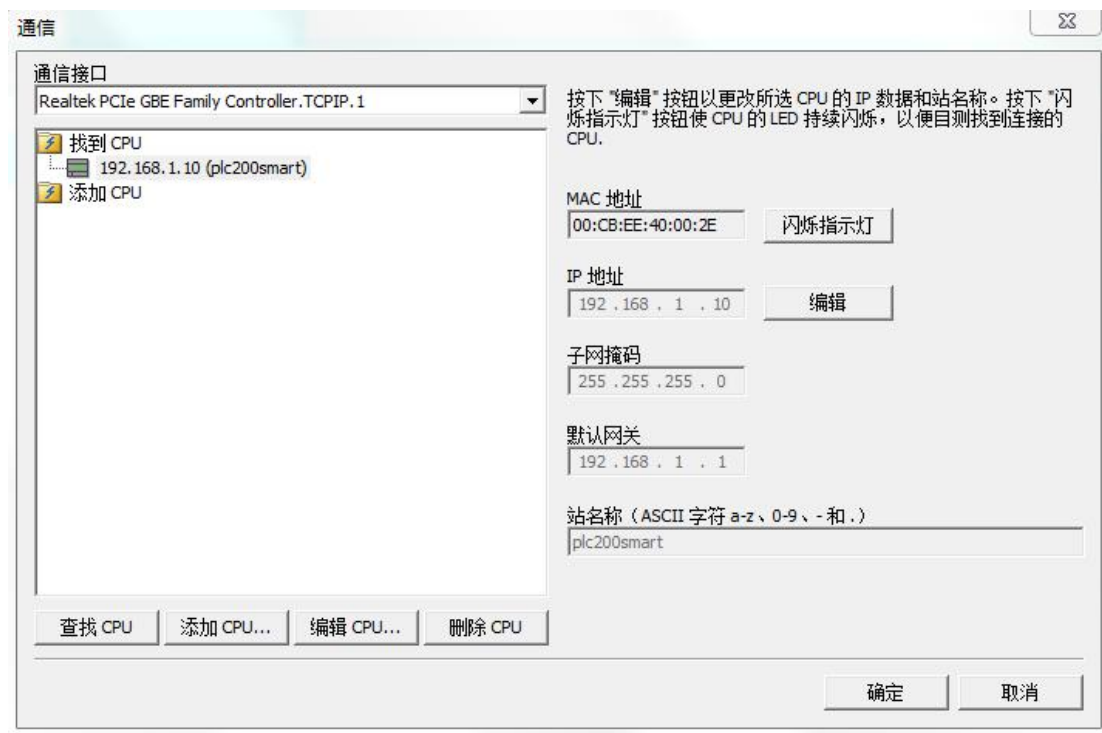 通信
通信接口
Realtek PCIe GBE Family Controller.TCPIP.1
找到 CPU
192.168.1.10 (plc200smart)
添加 CPU
按下 "编辑" 按钮以更改所选 CPU 的 IP 数据和站名称。按下 "闪
烁指示灯" 按钮使 CPU 的 LED 持续闪烁，以便目测找到连接的
CPU.
MAC 地址
00:CB:EE:40:00:2E
闪烁指示灯
IP 地址
192 . 168 . 1 . 10
编辑
子网掩码
255 . 255 . 255 . 0
默认网关
192 . 168 . 1 . 1
站名称（ASCII 字符 a-z、0-9、- 和 .）
plc200smart
查找 CPU
添加 CPU...
编辑 CPU...
删除 CPU
确定
取消